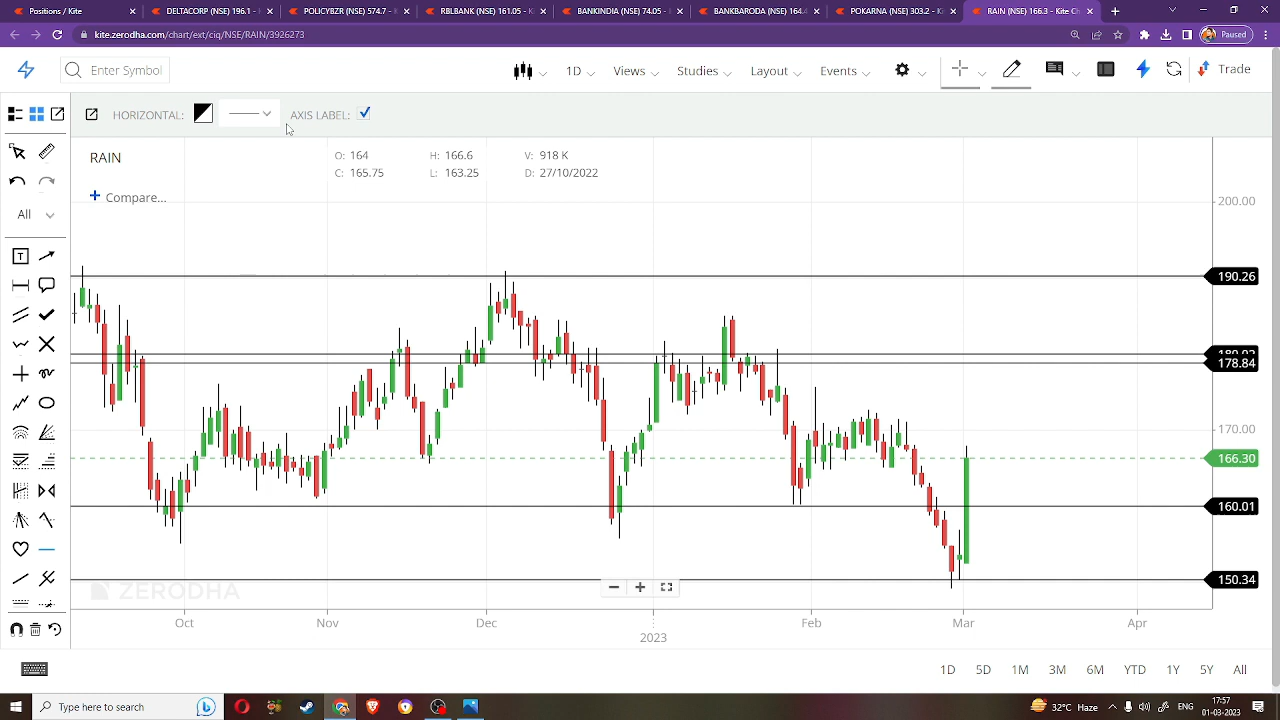 Positions / Kite
DELTACORP (NSE) 196.1 -
POLICYBZR (NSE) 574.7 -
RBLBANK (NSE) 161.05 - K
BANKINDIA (NSE) 74.05 -
BANKBARODA (NSE) 164.
POKARNA (NSE) 303.2 - K
RAIN (NSE) 166.3 - Kite Ch
kite.zerodha.com/chart/ext/ciq/NSE/RAIN/3926273
Paused
Enter Symbol
1D
Views
Studies
Layout
Events
Trade
HORIZONTAL:
AXIS LABEL:
RAIN
O: 164
H: 166.6
V: 918 K
C: 165.75
L: 163.25
D: 27/10/2022
Compare...
All
T
200.00
190.26
178.84
170.00
166.30
160.01
150.34
ZERODHA
Oct
Nov
Dec
2023
Feb
Mar
Apr
1D
5D
1M
3M
6M
YTD
1Y
5Y
All
Type here to search
32°C Haze
ENG
17:57
01-03-2023